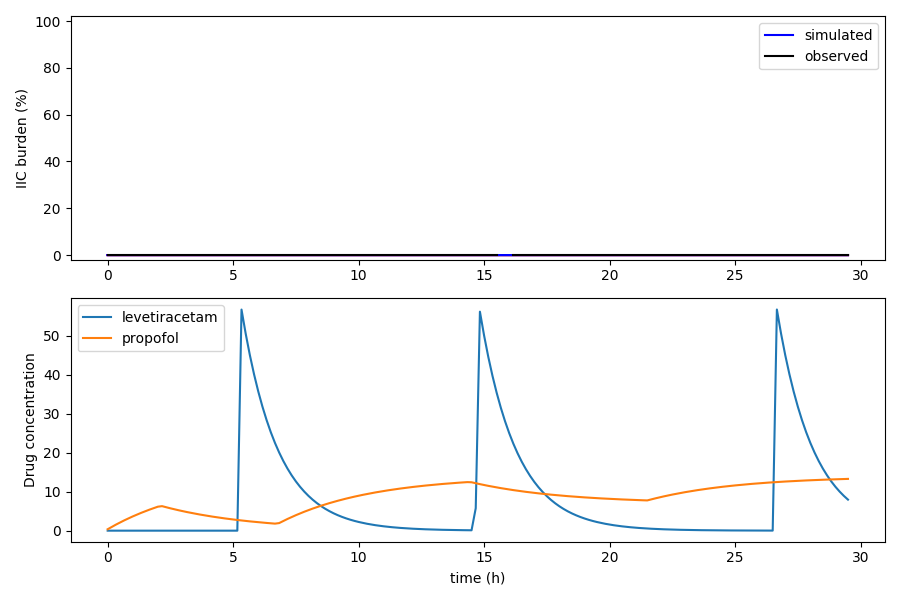 IIC burden (%)
100
80
60
40
20
0
simulated
observed
0 5 10 15 20 25 30
Drug concentration
50
40
30
20
10
0
levetiracetam
propofol
0 5 10 15 20 25 30
time (h)